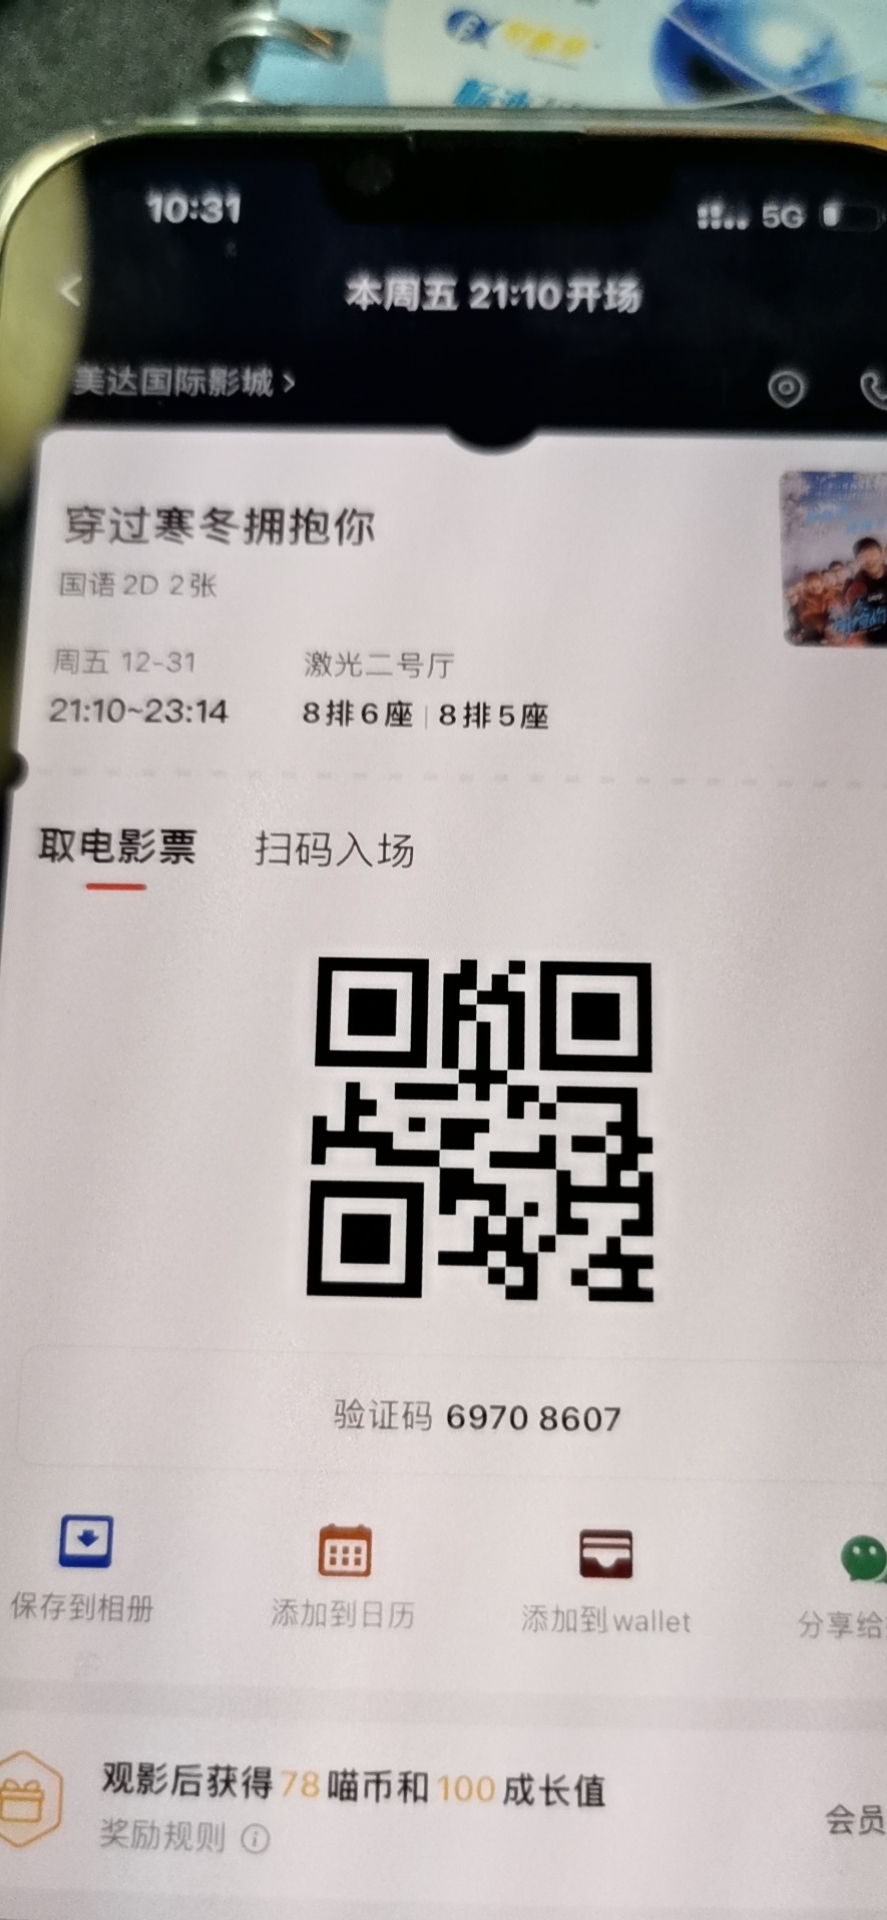 10:31
5G
本周五 21:10开场
美达国际影城 >
穿过寒冬拥抱你
国语 2D 2张
周五 12-31
激光二号厅
21:10~23:14
8排6座 | 8排5座
取电影票
扫码入场
验证码 6970 8607
保存到相册
添加到日历
添加到wallet
分享给
观影后获得78喵币和100成长值
奖励规则
会员